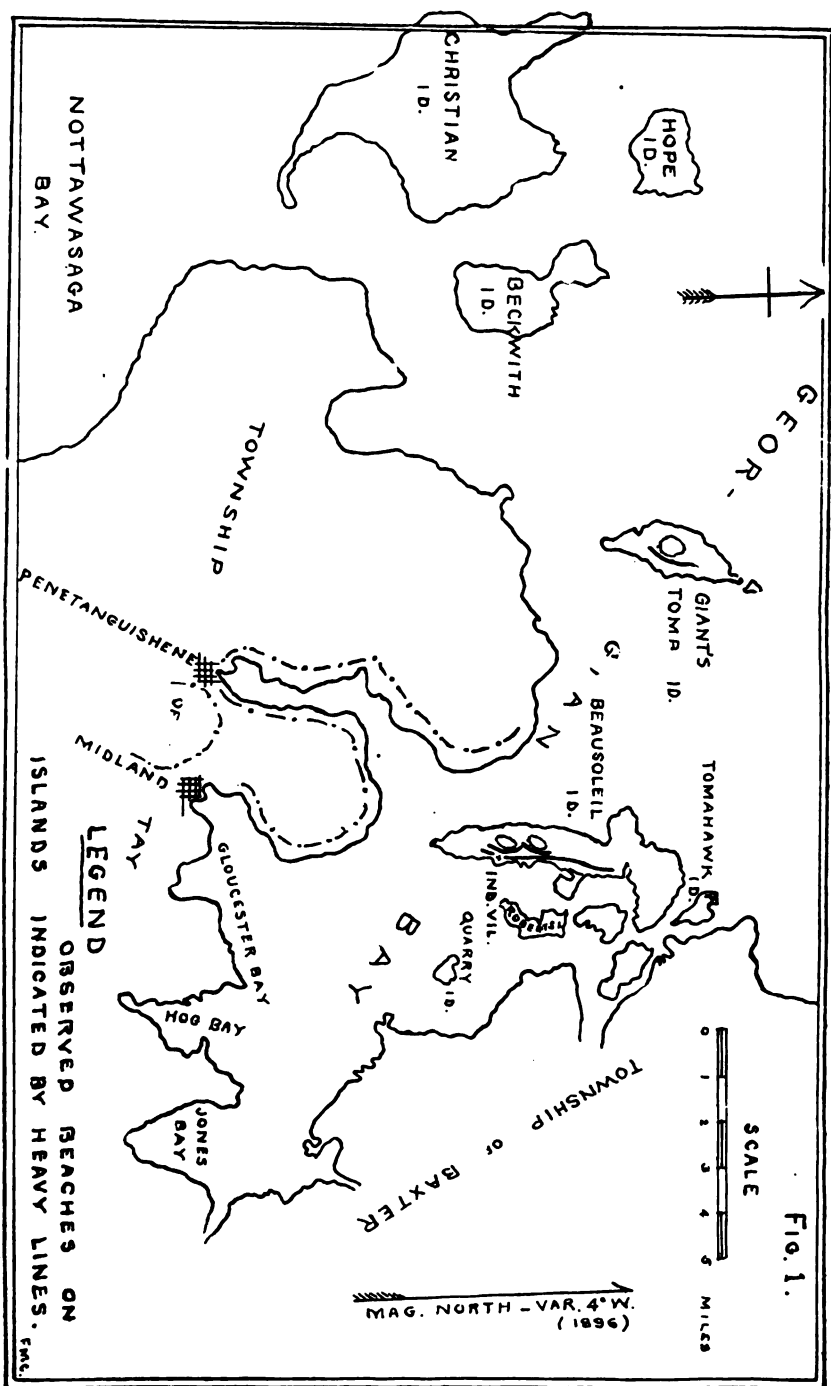 Fig. 1.
NOTTAWASAGA
BAY.
CHRISTIAN
ID.
HOPE
ID.
BECKWITH
ID.
GEOR-
GIAN
BAY
GIANT'S
TOMB ID.
BEAUSOLEIL
ID.
TOMAHAWK
ID.
IND. VIL.
QUARRY
ID.
TOWNSHIP
OF
TAY
PENETANGUISHENE
MIDLAND
GLOUCESTER BAY
HOG BAY
JONES
BAY
TOWNSHIP OF BAXTER
SCALE
0 1 2 3 4 5 MILES
MAG. NORTH - VAR. 4° W.
(1896)
LEGEND
OBSERVED BEACHES ON
ISLANDS INDICATED BY HEAVY LINES.